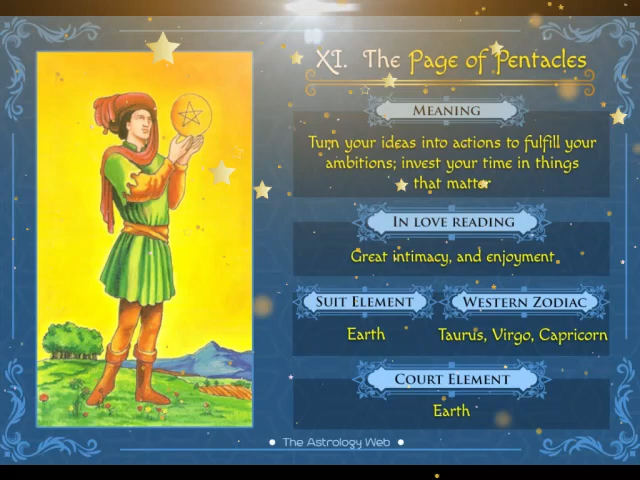 XI. The Page of Pentacles
Meaning
Turn your ideas into actions to fulfill your
ambitions; invest your time in things
that matter
In love reading
Great intimacy, and enjoyment
Suit Element
Western Zodiac
Earth
Taurus, Virgo, Capricorn
Court Element
Earth
The Astrology Web